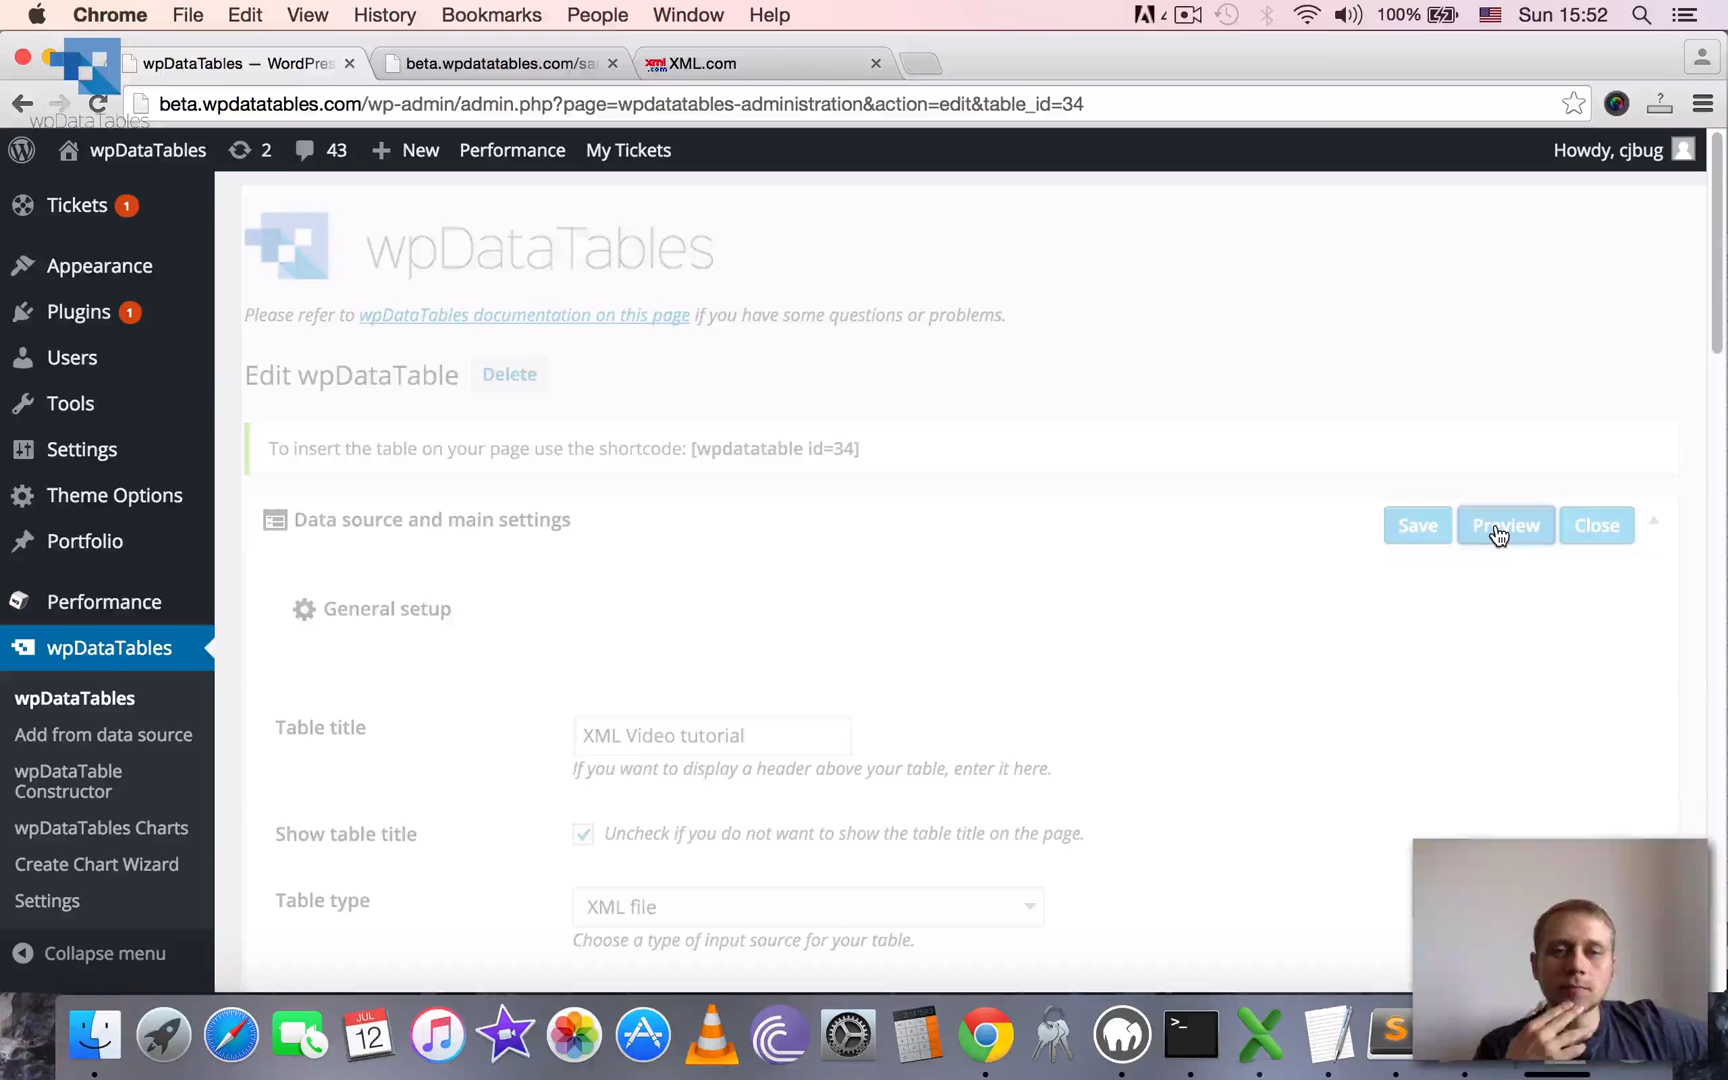 Chrome File Edit View History Bookmarks People Window Help 4 100% Sun 15:52
wpDataTables — WordPres beta.wpdatatables.com/sa xml.com XML.com
beta.wpdatatables.com/wp-admin/admin.php?page=wpdatatables-administration&action=edit&table_id=34
wpDataTables
wpDataTables 2 43 New Performance My Tickets Howdy, cjbug
Tickets 1
Appearance
Plugins 1
Users
Tools
Settings
Theme Options
Portfolio
Performance
wpDataTables
wpDataTables
Add from data source
wpDataTable
Constructor
wpDataTables Charts
Create Chart Wizard
Settings
Collapse menu
wpDataTables
Please refer to wpDataTables documentation on this page if you have some questions or problems.
Edit wpDataTable Delete
To insert the table on your page use the shortcode: [wpdatatable id=34]
Data source and main settings Save Preview Close
General setup
Table title XML Video tutorial
If you want to display a header above your table, enter it here.
Show table title Uncheck if you do not want to show the table title on the page.
Table type XML file
Choose a type of input source for your table.
JUL
12